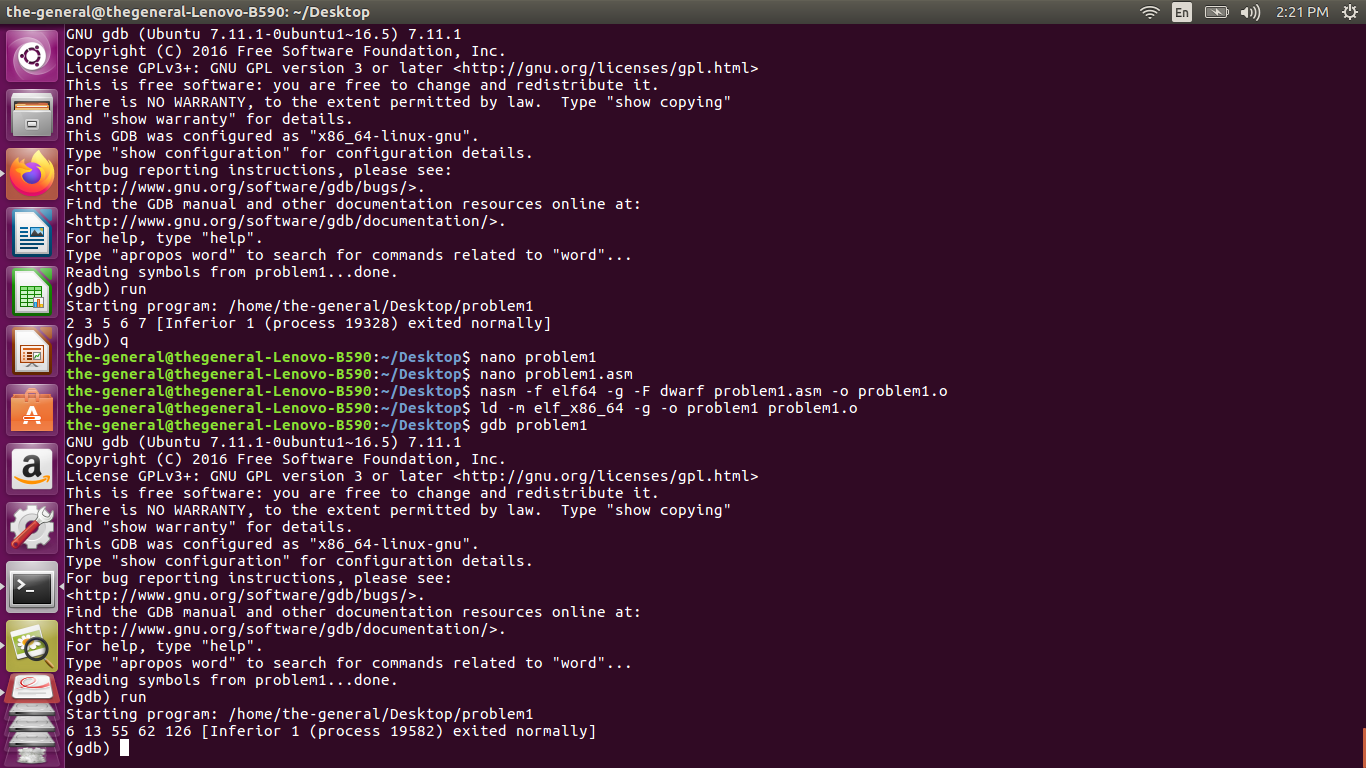 the-general@thegeneral-Lenovo-B590: ~/Desktop
En
2:21 PM
GNU gdb (Ubuntu 7.11.1-0ubuntu1~16.5) 7.11.1
Copyright (C) 2016 Free Software Foundation, Inc.
License GPLv3+: GNU GPL version 3 or later <http://gnu.org/licenses/gpl.html>
This is free software: you are free to change and redistribute it.
There is NO WARRANTY, to the extent permitted by law.  Type "show copying"
and "show warranty" for details.
This GDB was configured as "x86_64-linux-gnu".
Type "show configuration" for configuration details.
For bug reporting instructions, please see:
<http://www.gnu.org/software/gdb/bugs/>.
Find the GDB manual and other documentation resources online at:
<http://www.gnu.org/software/gdb/documentation/>.
For help, type "help".
Type "apropos word" to search for commands related to "word"...
Reading symbols from problem1...done.
(gdb) run
Starting program: /home/the-general/Desktop/problem1
2 3 5 6 7 [Inferior 1 (process 19328) exited normally]
(gdb) q
the-general@thegeneral-Lenovo-B590:~/Desktop$ nano problem1
the-general@thegeneral-Lenovo-B590:~/Desktop$ nano problem1.asm
the-general@thegeneral-Lenovo-B590:~/Desktop$ nasm -f elf64 -g -F dwarf problem1.asm -o problem1.o
the-general@thegeneral-Lenovo-B590:~/Desktop$ ld -m elf_x86_64 -g -o problem1 problem1.o
the-general@thegeneral-Lenovo-B590:~/Desktop$ gdb problem1
GNU gdb (Ubuntu 7.11.1-0ubuntu1~16.5) 7.11.1
Copyright (C) 2016 Free Software Foundation, Inc.
License GPLv3+: GNU GPL version 3 or later <http://gnu.org/licenses/gpl.html>
This is free software: you are free to change and redistribute it.
There is NO WARRANTY, to the extent permitted by law.  Type "show copying"
and "show warranty" for details.
This GDB was configured as "x86_64-linux-gnu".
Type "show configuration" for configuration details.
For bug reporting instructions, please see:
<http://www.gnu.org/software/gdb/bugs/>.
Find the GDB manual and other documentation resources online at:
<http://www.gnu.org/software/gdb/documentation/>.
For help, type "help".
Type "apropos word" to search for commands related to "word"...
Reading symbols from problem1...done.
(gdb) run
Starting program: /home/the-general/Desktop/problem1
6 13 55 62 126 [Inferior 1 (process 19582) exited normally]
(gdb)